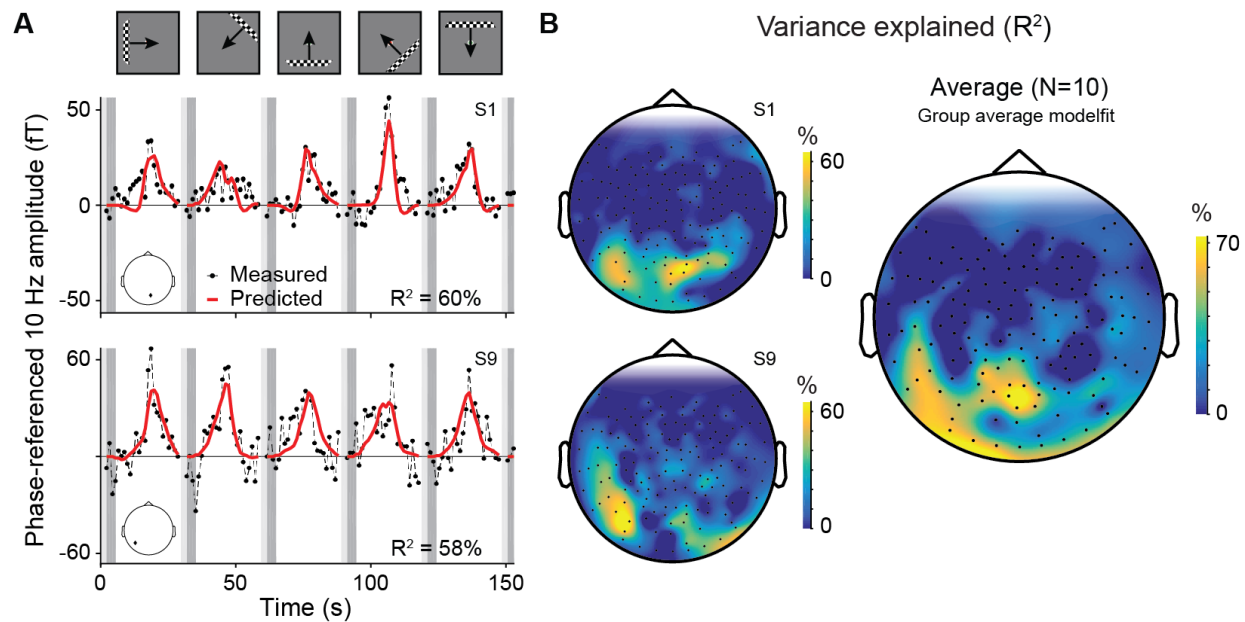 A
Phase-referenced 10 Hz amplitude (fT)
S1
50
0
-50
Measured
Predicted
R² = 60%
S9
60
-60
R² = 58%
0
50
100
150
Time (s)
B
Variance explained (R²)
S1
%
60
0
S9
%
60
0
Average (N=10)
Group average modelfit
%
70
0